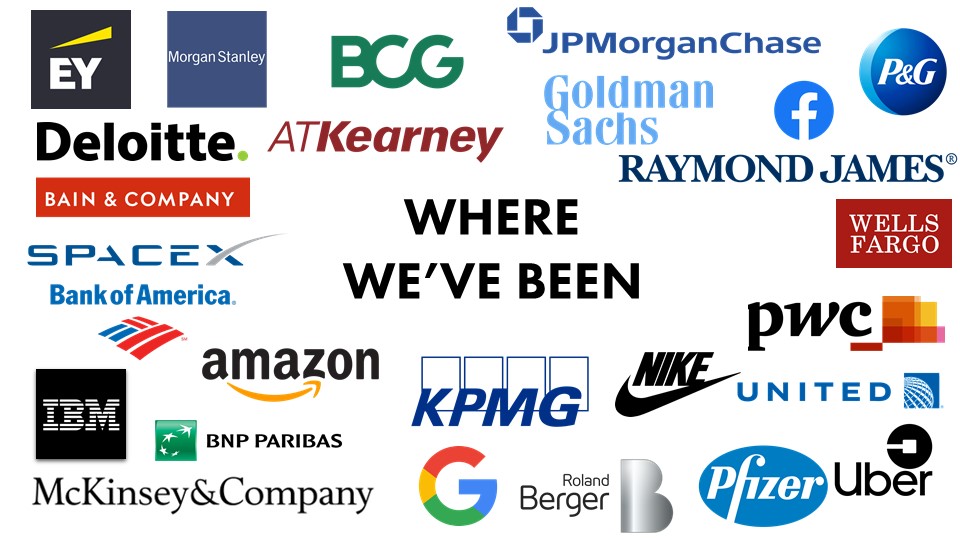 EY
Morgan Stanley
BCG
JPMorganChase
P&G
Goldman
Sachs
f
Deloitte.
ATKearney
RAYMOND JAMES®
BAIN & COMPANY
WHERE
WE’VE BEEN
WELLS
FARGO
SPACEX
Bank of America.
SM
pwc
amazon
KPMG
NIKE
UNITED
IBM
BNP PARIBAS
McKinsey&Company
G
Roland
Berger
B
Pfizer
Uber